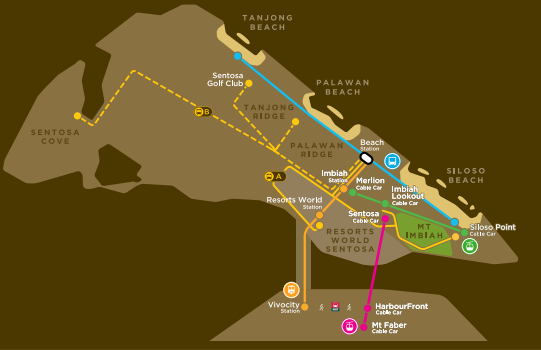 TANJONG
BEACH
Sentosa
Golf Club
PALAWAN
BEACH
TANJONG
RIDGE
B
SENTOSA
COVE
PALAWAN
RIDGE
Beach
Station
SILOSO
BEACH
A
Imbiah
Station
Merlion
Cable Car
Imbiah
Lookout
Cable Car
Resorts World
Station
Sentosa
Cable Car
Siloso Point
Cable Car
MT
IMBIAH
RESORTS
WORLD
SENTOSA
Vivocity
Station
HarbourFront
Cable Car
Mt Faber
Cable Car